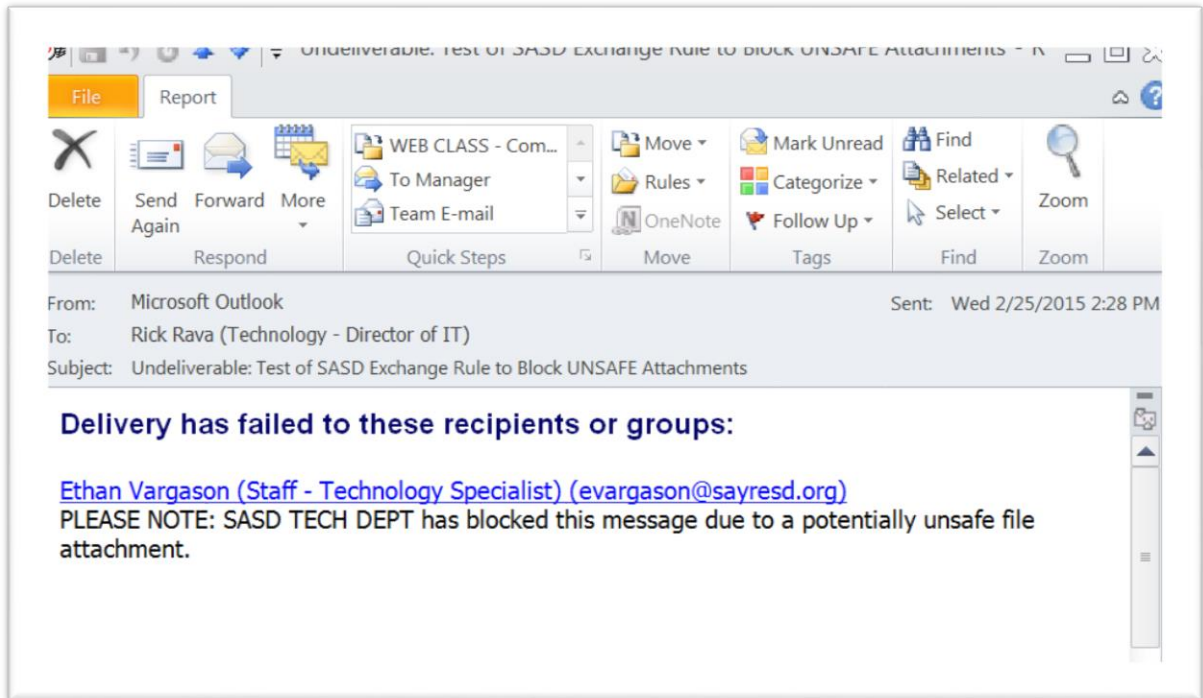 Undeliverable: Test of SASD Exchange Rule to Block UNSAFE Attachments - R
File Report
WEB CLASS - Com...
To Manager
Team E-mail
Move
Rules
OneNote
Mark Unread
Categorize
Follow Up
Find
Related
Select
Delete
Send Again
Forward
More
Zoom
Delete Respond Quick Steps Move Tags Find Zoom
From: Microsoft Outlook Sent: Wed 2/25/2015 2:28 PM
To: Rick Rava (Technology - Director of IT)
Subject: Undeliverable: Test of SASD Exchange Rule to Block UNSAFE Attachments
Delivery has failed to these recipients or groups:
Ethan Vargason (Staff - Technology Specialist) (evargason@sayresd.org)
PLEASE NOTE: SASD TECH DEPT has blocked this message due to a potentially unsafe file
attachment.